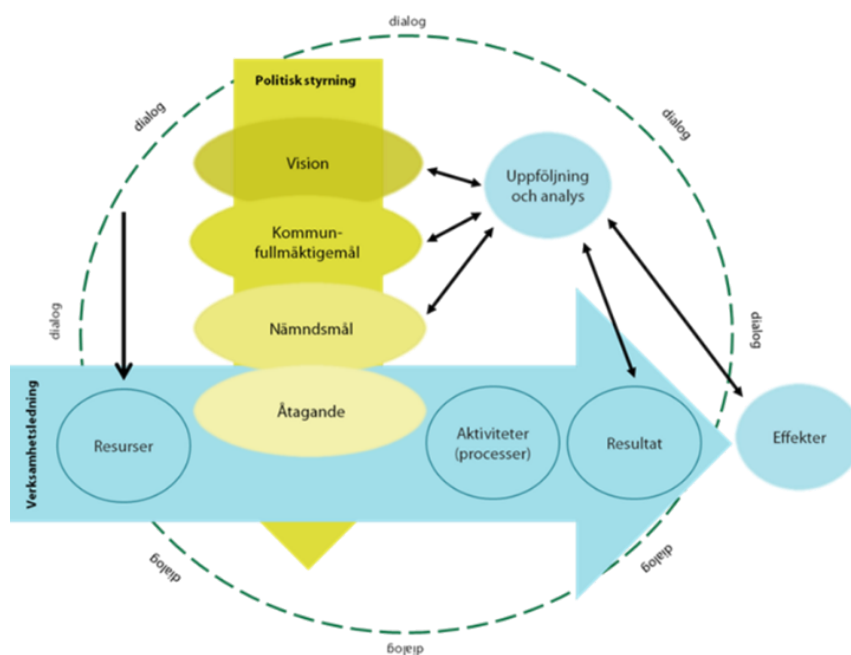 dialog
Politisk styrning
dialog
dialog
Vision
Uppföljning
och analys
Kommun-
fullmäktigemål
dialog
Nämndsmål
dialog
Åtagande
Verksamhetsledning
Resurser
Aktiviteter
(processer)
Resultat
Effekter
dialog
dialog
dialog